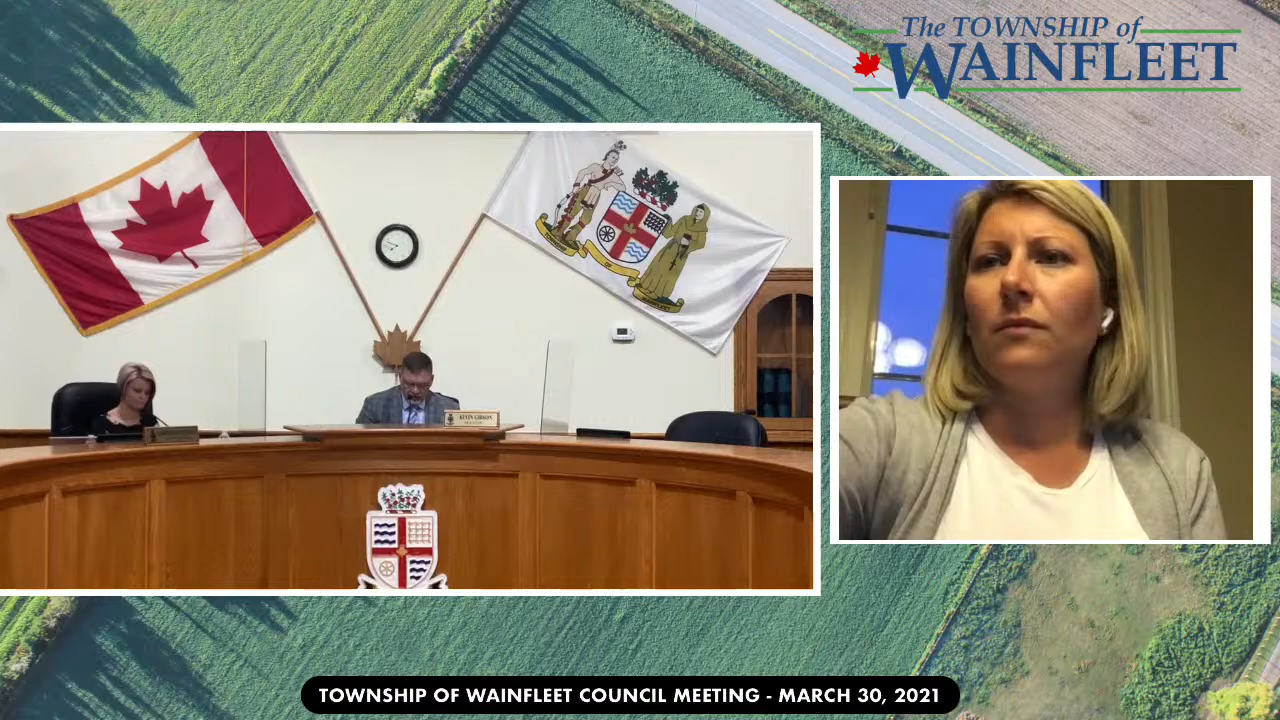 The TOWNSHIP of
WAINFLEET
KEVIN GIBSON
TOWNSHIP OF WAINFLEET COUNCIL MEETING - MARCH 30, 2021